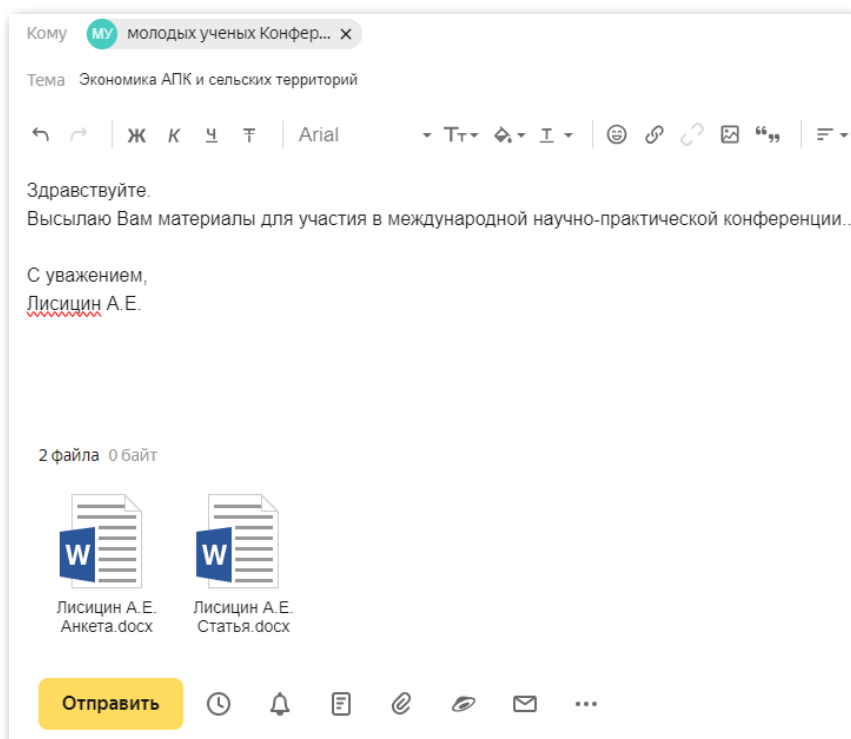 Кому МУ молодых ученых Конфер... ×
Тема Экономика АПК и сельских территорий
Ж К Ч Т Arial Тт Т
Здравствуйте.
Высылаю Вам материалы для участия в международной научно-практической конференции..
С уважением,
Лисицин А.Е.
2 файла 0 байт
W W
Лисицин А.Е. Лисицин А.Е.
Анкета.docx Статья.docx
Отправить